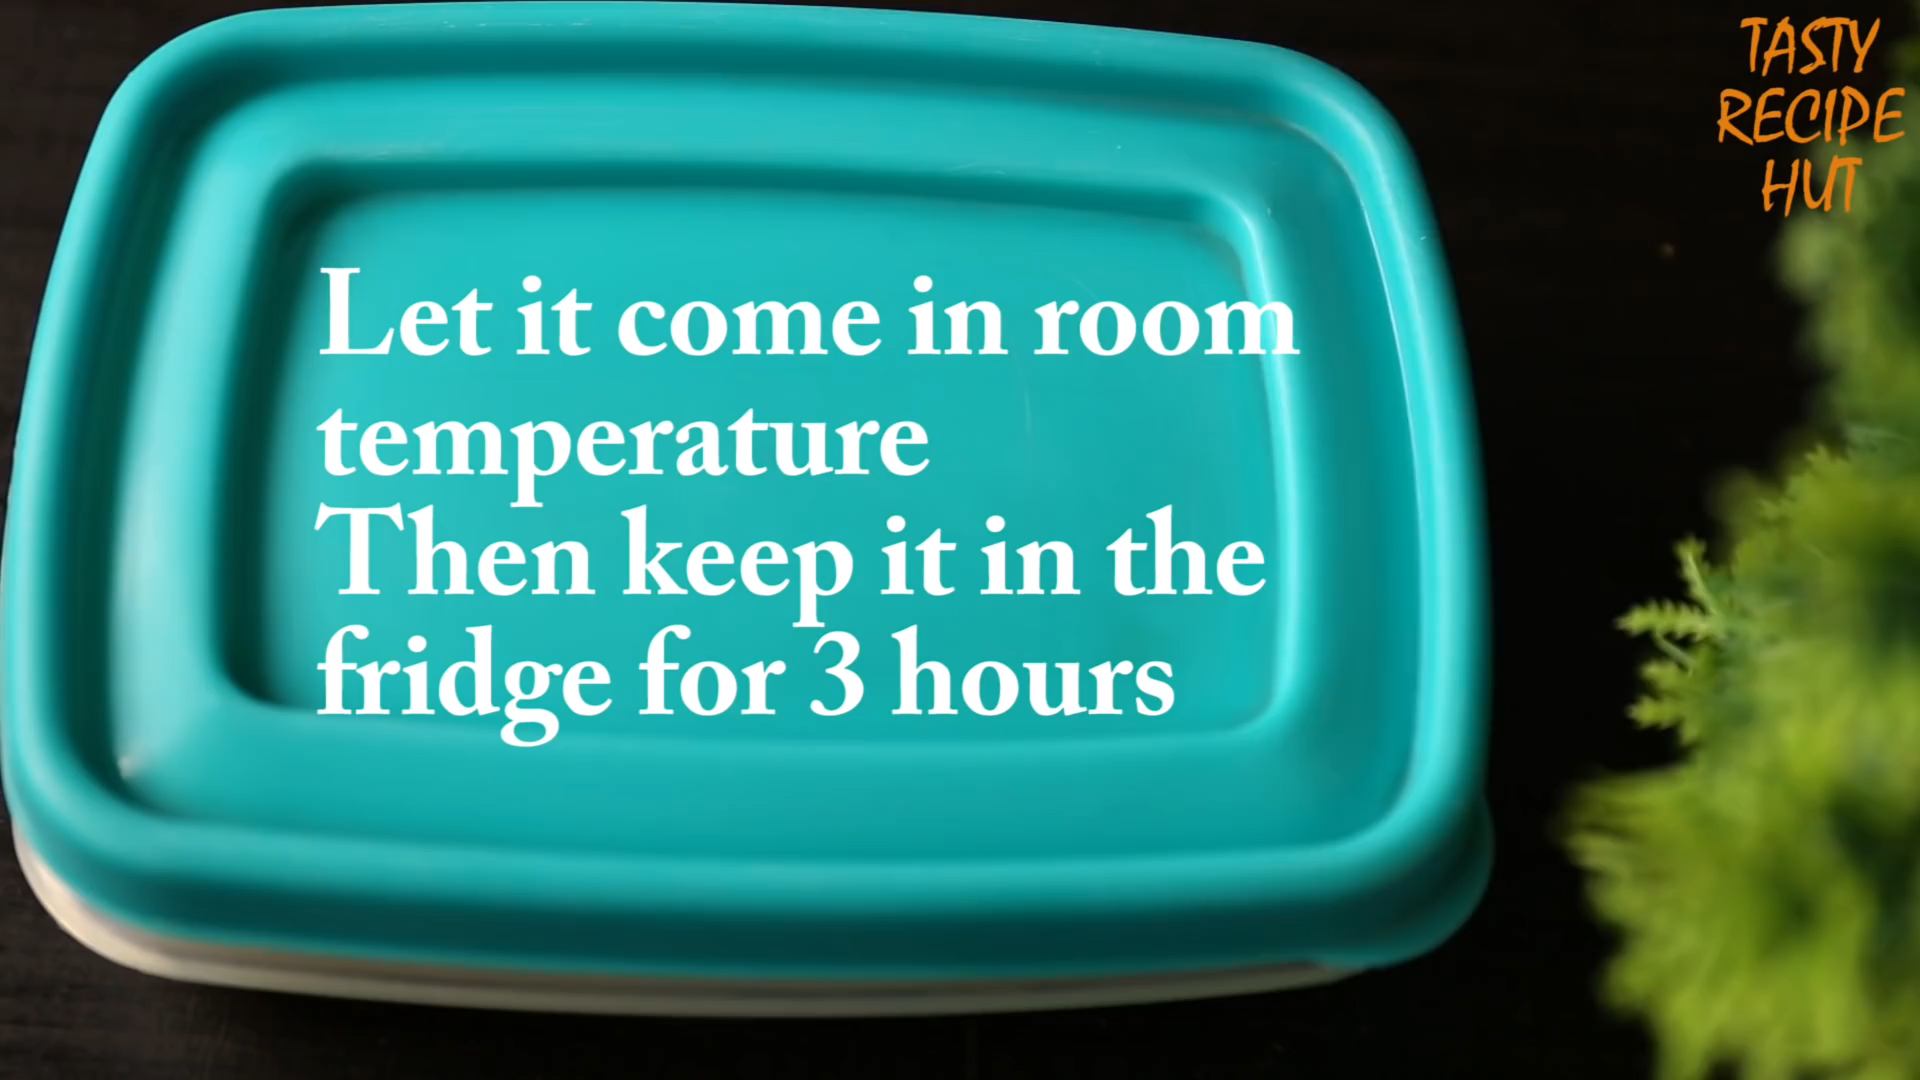 TASTY
RECIPE
HUT
Let it come in room
temperature
Then keep it in the
fridge for 3 hours